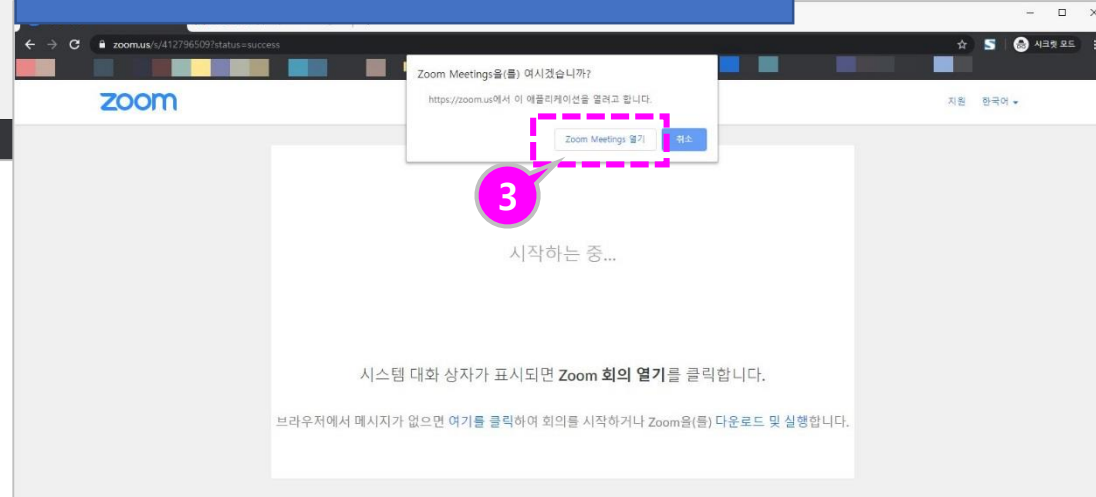 zoom.us/s/412796509?status=success
시크릿 모드
Zoom Meetings을(를) 여시겠습니까?
https://zoom.us에서 이 애플리케이션을 열려고 합니다.
Zoom Meetings 열기
취소
zoom
지원 한국어
3
시작하는 중...
시스템 대화 상자가 표시되면 Zoom 회의 열기를 클릭합니다.
브라우저에서 메시지가 없으면 여기를 클릭하여 회의를 시작하거나 Zoom을(를) 다운로드 및 실행합니다.